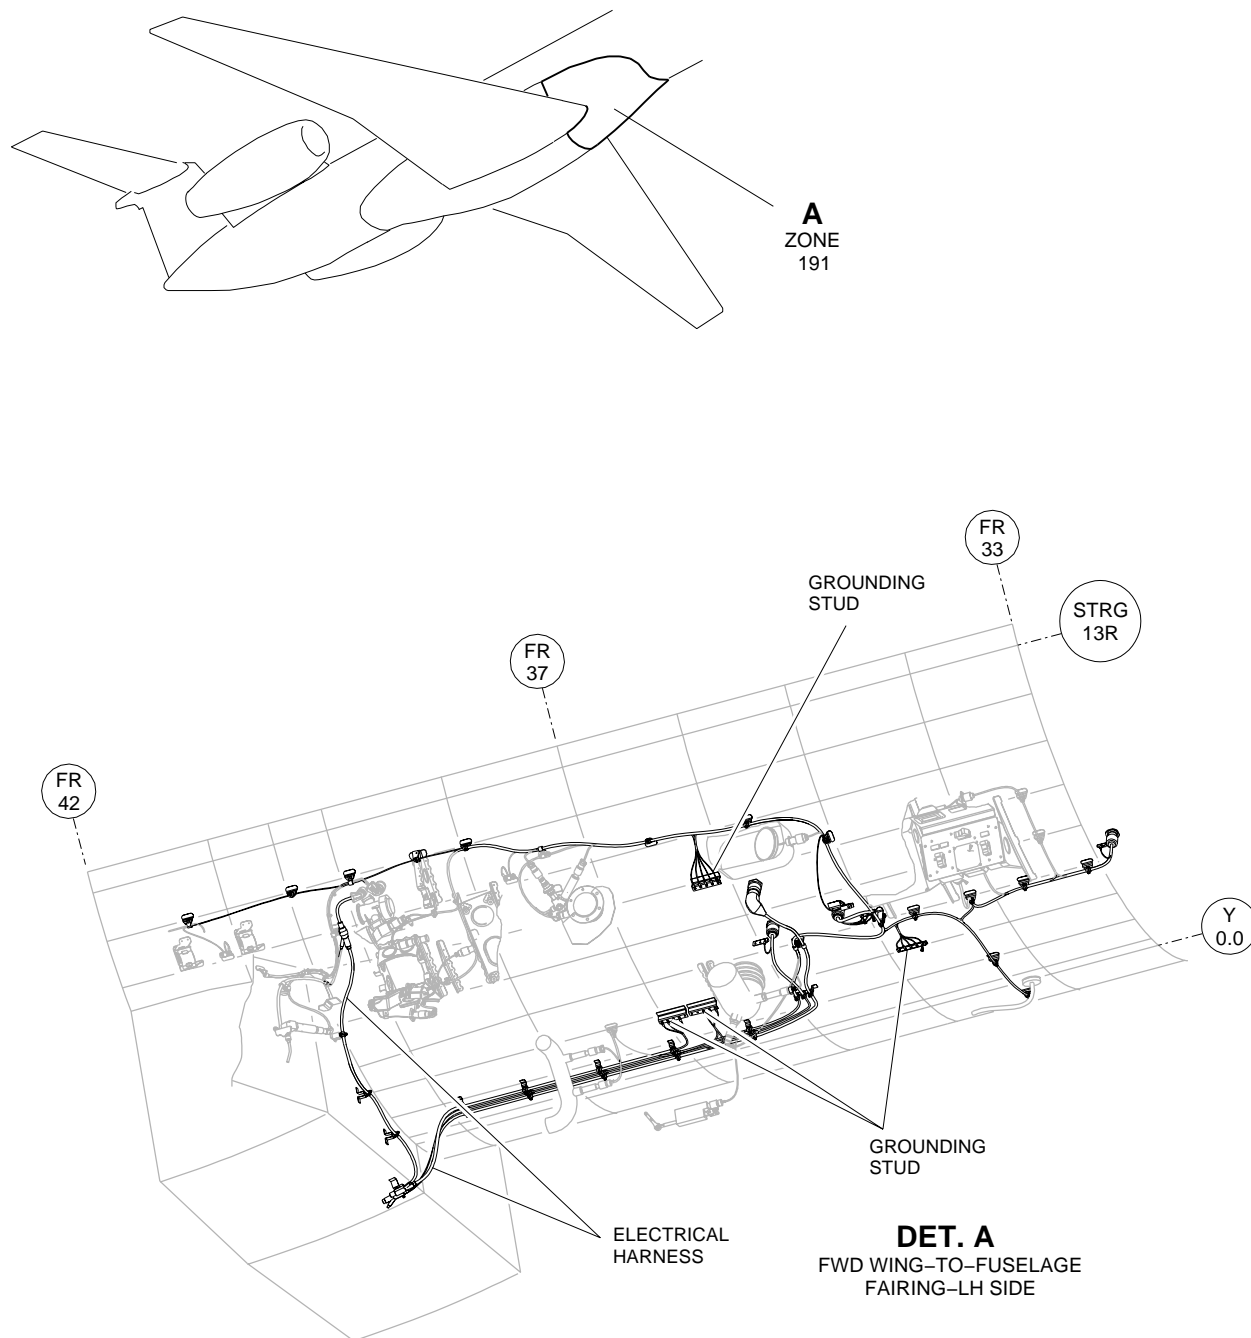 A
ZONE
191
FR
33
GROUNDING
STUD
STRG
13R
FR
37
FR
42
Y
0.0
GROUNDING
STUD
ELECTRICAL
HARNESS
DET. A
FWD WING–TO–FUSELAGE
FAIRING–LH SIDE